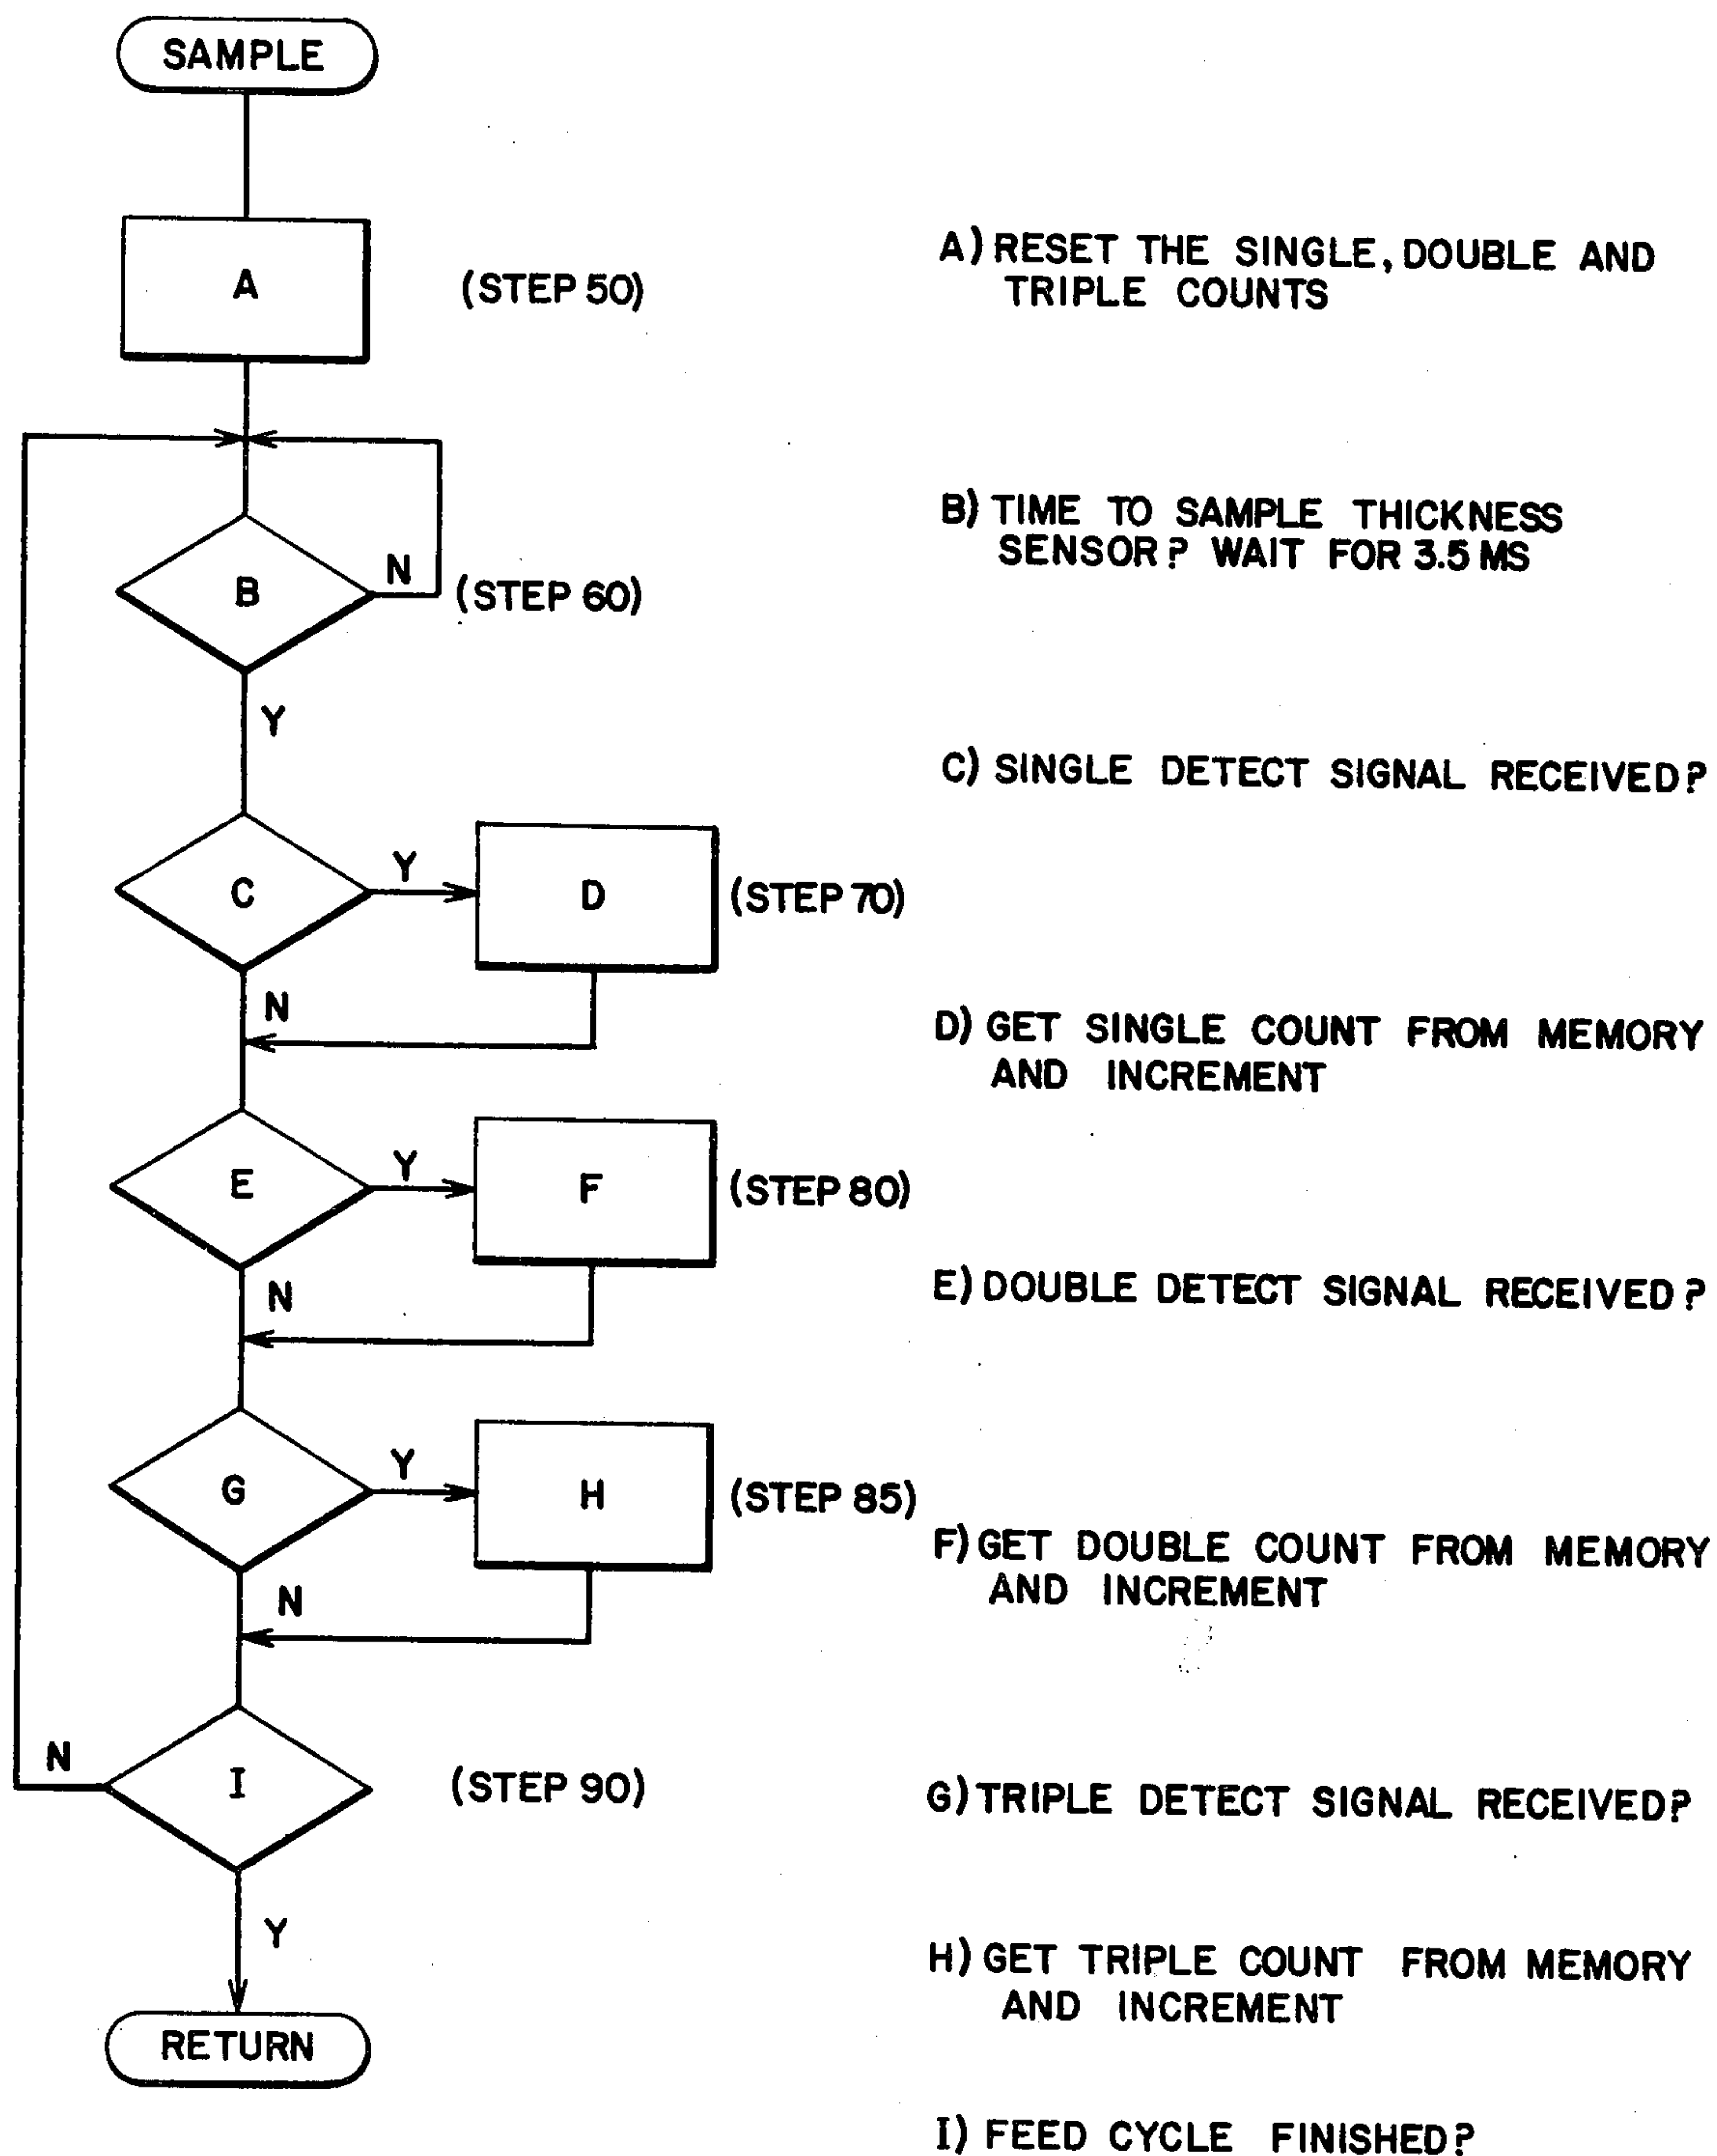 SAMPLE
A
(STEP 50)
B
N
(STEP 60)
Y
C
Y
D
(STEP 70)
N
E
Y
F
(STEP 80)
N
G
Y
H
(STEP 85)
N
N
I
(STEP 90)
Y
RETURN
A) RESET THE SINGLE, DOUBLE AND
TRIPLE COUNTS
B) TIME TO SAMPLE THICKNESS
SENSOR? WAIT FOR 3.5 MS
C) SINGLE DETECT SIGNAL RECEIVED?
D) GET SINGLE COUNT FROM MEMORY
AND INCREMENT
E) DOUBLE DETECT SIGNAL RECEIVED?
F) GET DOUBLE COUNT FROM MEMORY
AND INCREMENT
G) TRIPLE DETECT SIGNAL RECEIVED?
H) GET TRIPLE COUNT FROM MEMORY
AND INCREMENT
I) FEED CYCLE FINISHED?